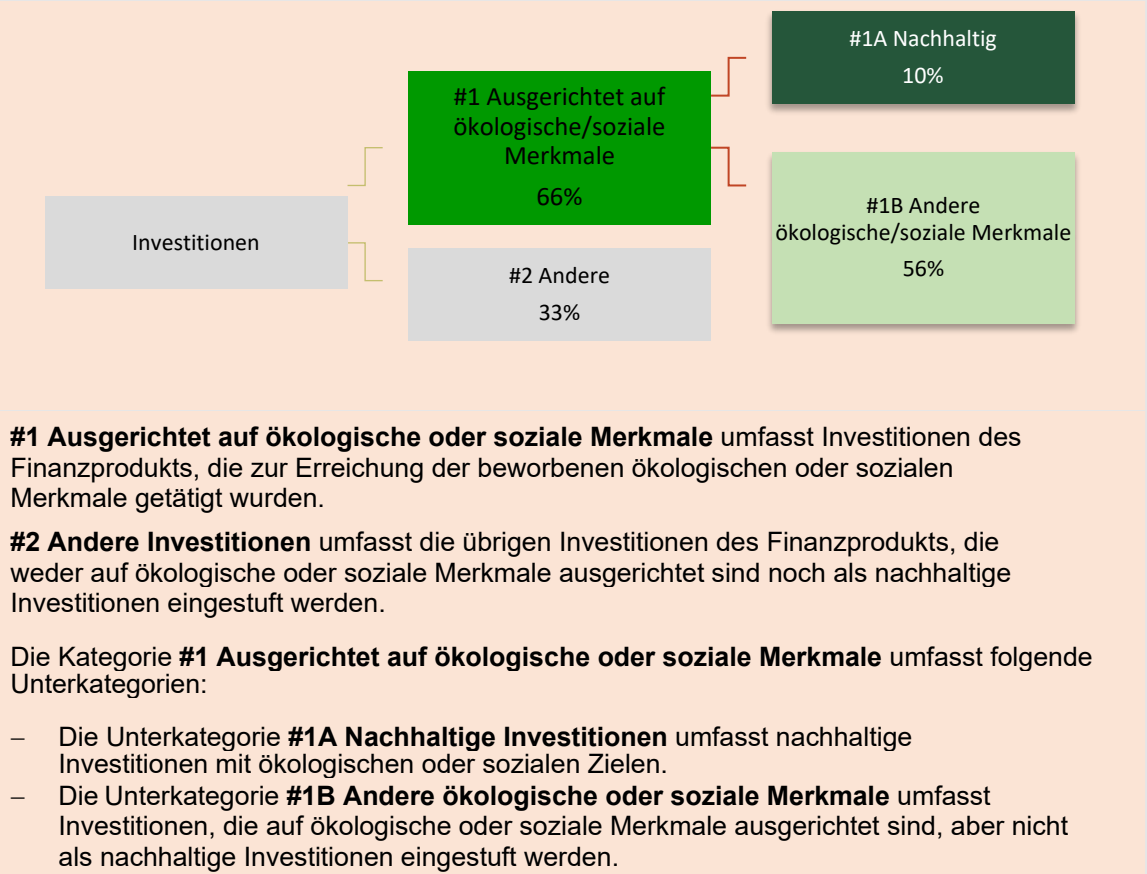 #1A Nachhaltig
10%
#1 Ausgerichtet auf
ökologische/soziale
Merkmale
66%
#1B Andere
ökologische/soziale Merkmale
56%
Investitionen
#2 Andere
33%
#1 Ausgerichtet auf ökologische oder soziale Merkmale umfasst Investitionen des
Finanzprodukts, die zur Erreichung der beworbenen ökologischen oder sozialen
Merkmale getätigt wurden.
#2 Andere Investitionen umfasst die übrigen Investitionen des Finanzprodukts, die
weder auf ökologische oder soziale Merkmale ausgerichtet sind noch als nachhaltige
Investitionen eingestuft werden.
Die Kategorie #1 Ausgerichtet auf ökologische oder soziale Merkmale umfasst folgende
Unterkategorien:
– Die Unterkategorie #1A Nachhaltige Investitionen umfasst nachhaltige
Investitionen mit ökologischen oder sozialen Zielen.
– Die Unterkategorie #1B Andere ökologische oder soziale Merkmale umfasst
Investitionen, die auf ökologische oder soziale Merkmale ausgerichtet sind, aber nicht
als nachhaltige Investitionen eingestuft werden.